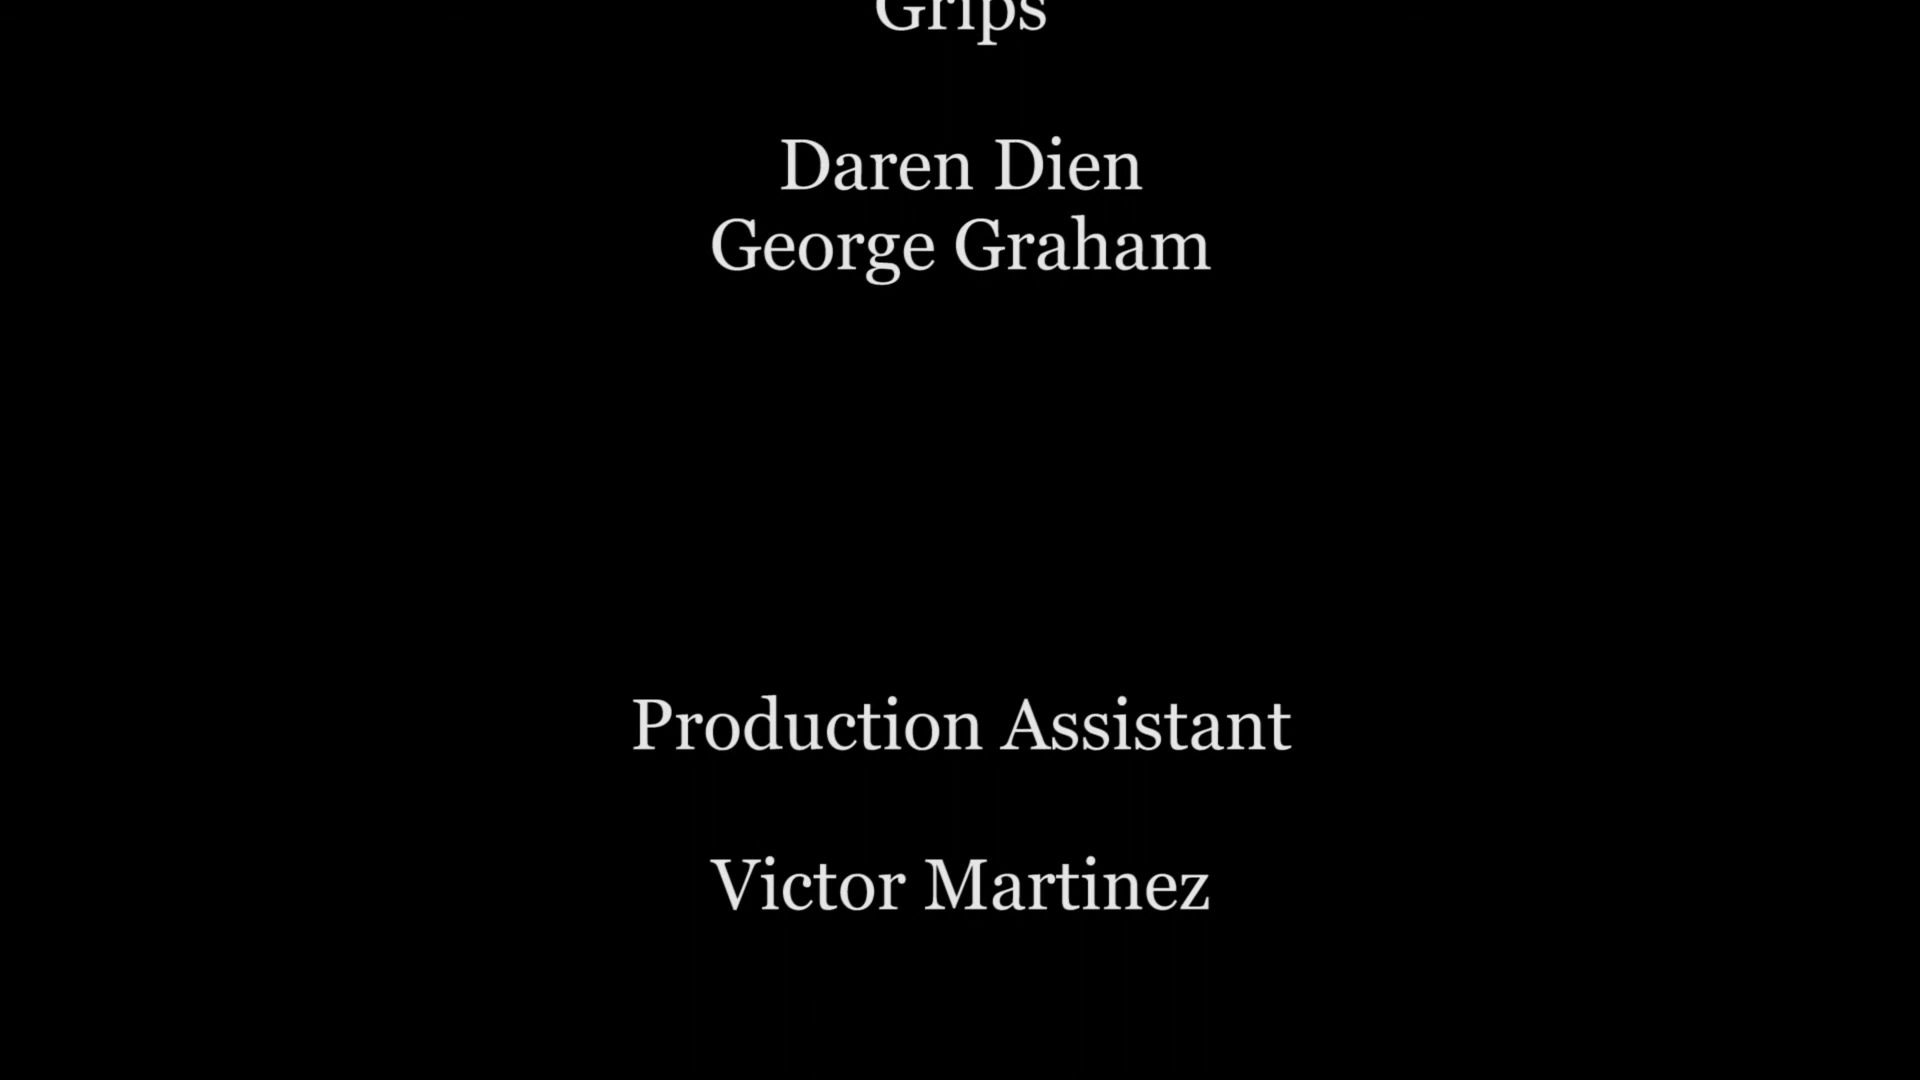 Grips
Daren Dien
George Graham
Production Assistant
Victor Martinez